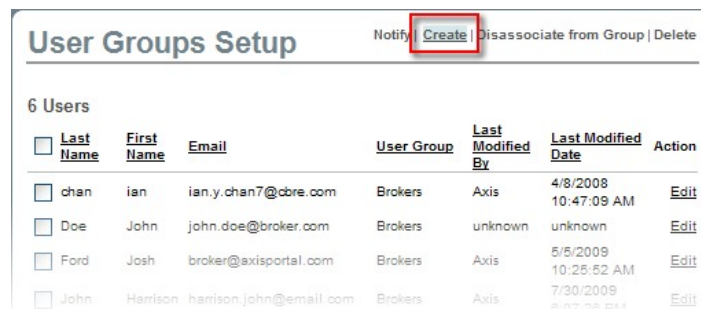 User Groups Setup
Notify | Create | Disassociate from Group | Delete
6 Users
Last Name First Name Email User Group Last Modified By Last Modified Date Action
chan ian ian.y.chan7@cbre.com Brokers Axis 4/8/2008 10:47:09 AM Edit
Doe John john.doe@broker.com Brokers unknown unknown Edit
Ford Josh broker@axisportal.com Brokers Axis 5/5/2009 10:25:52 AM Edit
John Harrison harrison.john@email.com Brokers Axis 7/30/2009 Edit